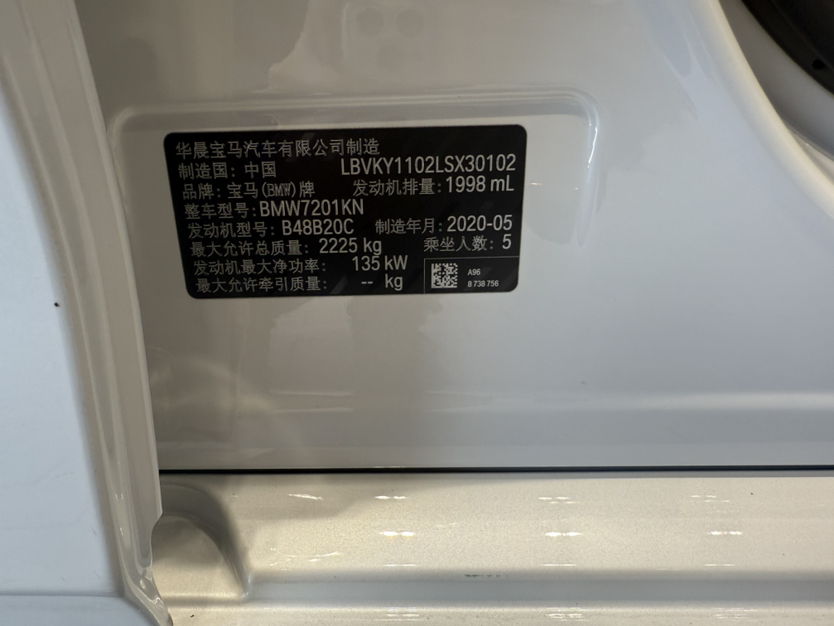 华晨宝马汽车有限公司制造
制造国: 中国 LBVKY1102LSX30102
品牌: 宝马(BMW)牌 发动机排量: 1998 mL
整车型号: BMW7201KN
发动机型号: B48B20C 制造年月: 2020-05
最大允许总质量: 2225 kg 乘坐人数: 5
发动机最大净功率: 135 kW
最大允许牵引质量: -- kg
A96
8 738 756